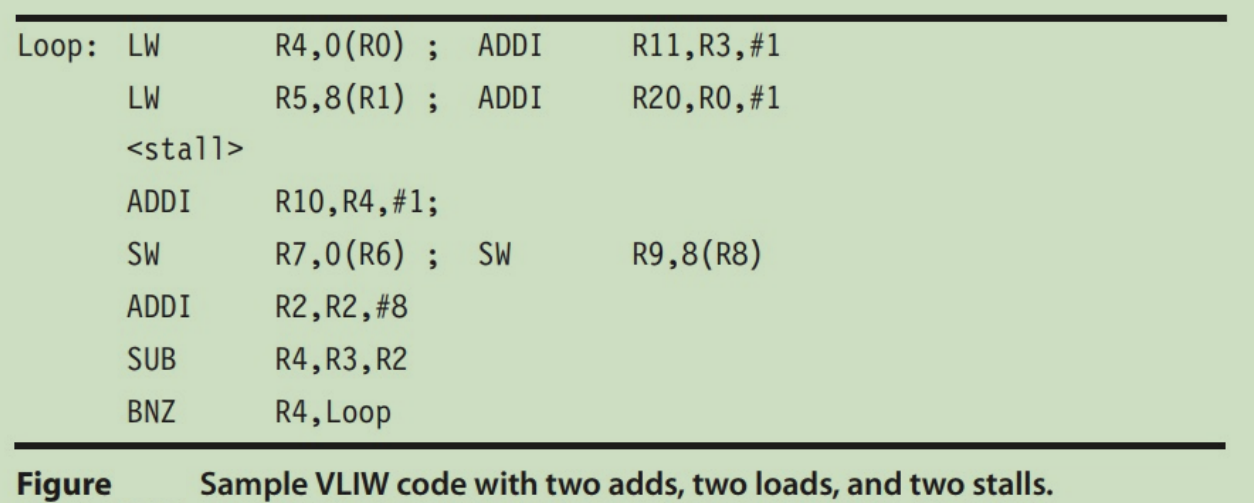 Loop: LW R4,0(R0) ; ADDI R11,R3,#1
LW R5,8(R1) ; ADDI R20,R0,#1
<stall>
ADDI R10,R4,#1;
SW R7,0(R6) ; SW R9,8(R8)
ADDI R2,R2,#8
SUB R4,R3,R2
BNZ R4,Loop
Figure Sample VLIW code with two adds, two loads, and two stalls.